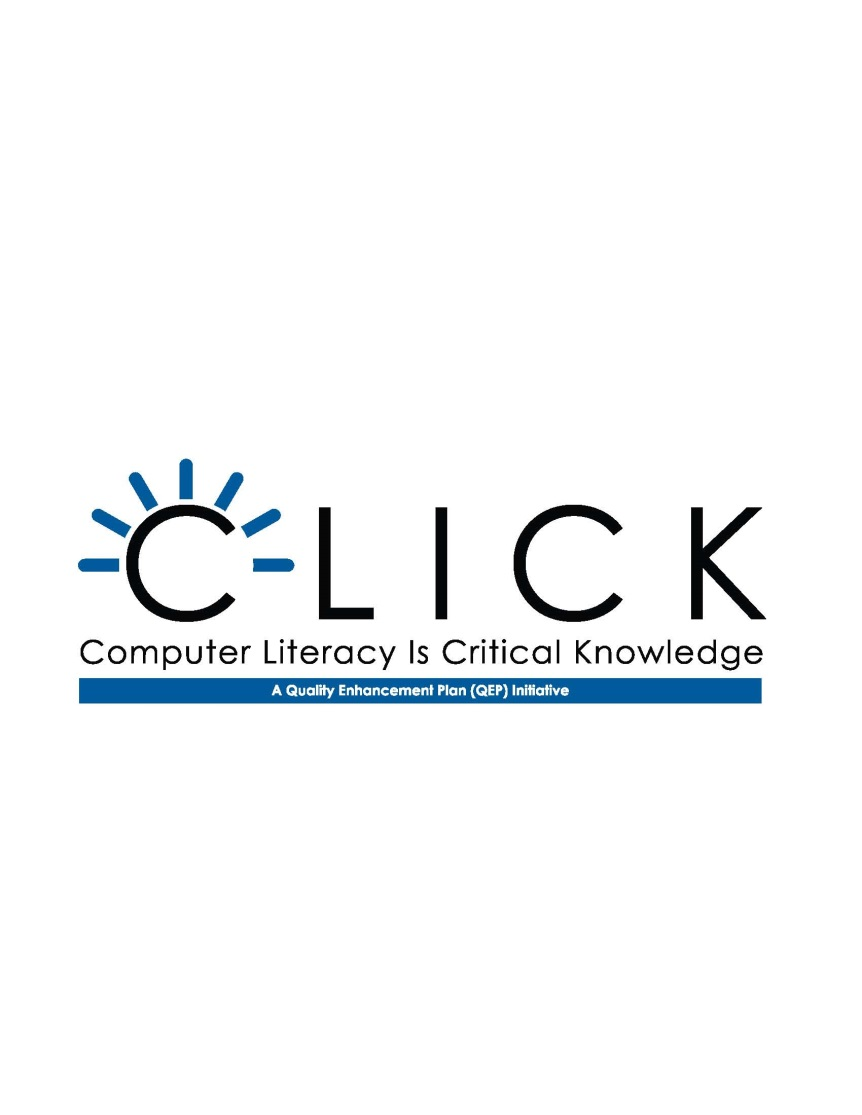 CLICK
Computer Literacy Is Critical Knowledge
A Quality Enhancement Plan (QEP) Initiative